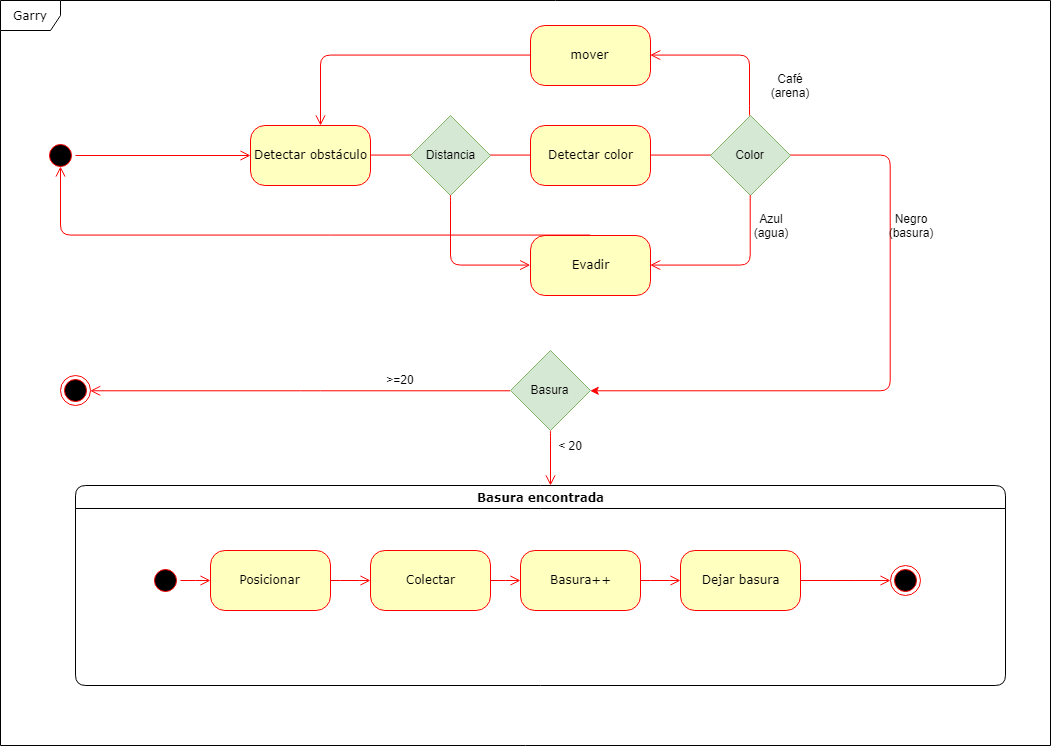 Garry
mover
Café
(arena)
Detectar obstáculo
Distancia
Detectar color
Color
Azul
(agua)
Negro
(basura)
Evadir
>=20
Basura
< 20
Basura encontrada
Posicionar
Colectar
Basura++
Dejar basura